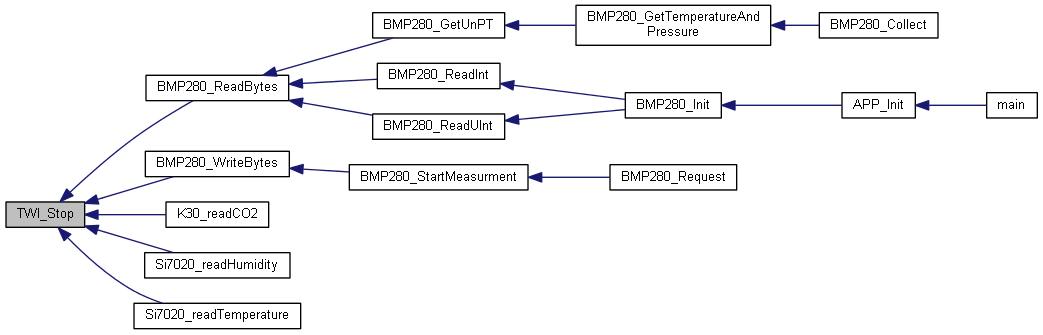 BMP280_GetUnPT
BMP280_GetTemperatureAnd
Pressure
BMP280_Collect
BMP280_ReadBytes
BMP280_ReadInt
BMP280_ReadUInt
BMP280_Init
APP_Init
main
BMP280_WriteBytes
BMP280_StartMeasurment
BMP280_Request
TWI_Stop
K30_readCO2
Si7020_readHumidity
Si7020_readTemperature